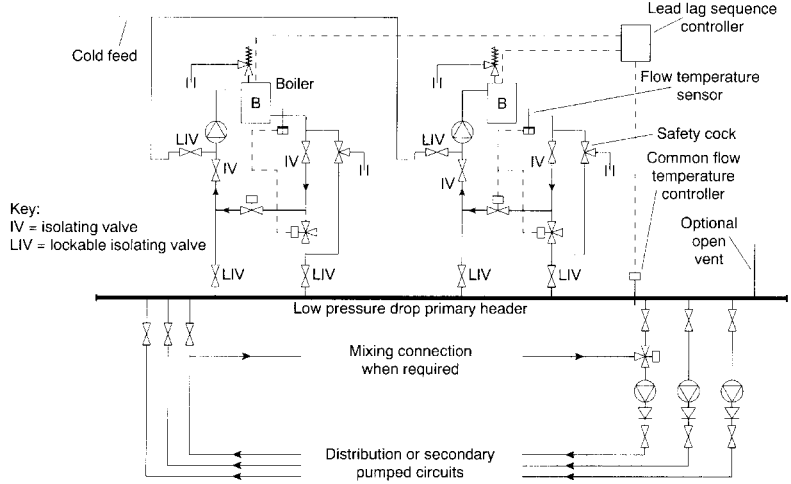 Lead lag sequence
controller
Cold feed
Boiler
Flow temperature
sensor
B
B
LIV
LIV
Safety cock
IV
IV
IV
IV
Common flow
temperature
controller
Key:
IV = isolating valve
LIV = lockable isolating valve
Optional
open
vent
LIV
LIV
LIV
LIV
Low pressure drop primary header
Mixing connection
when required
Distribution or secondary
pumped circuits